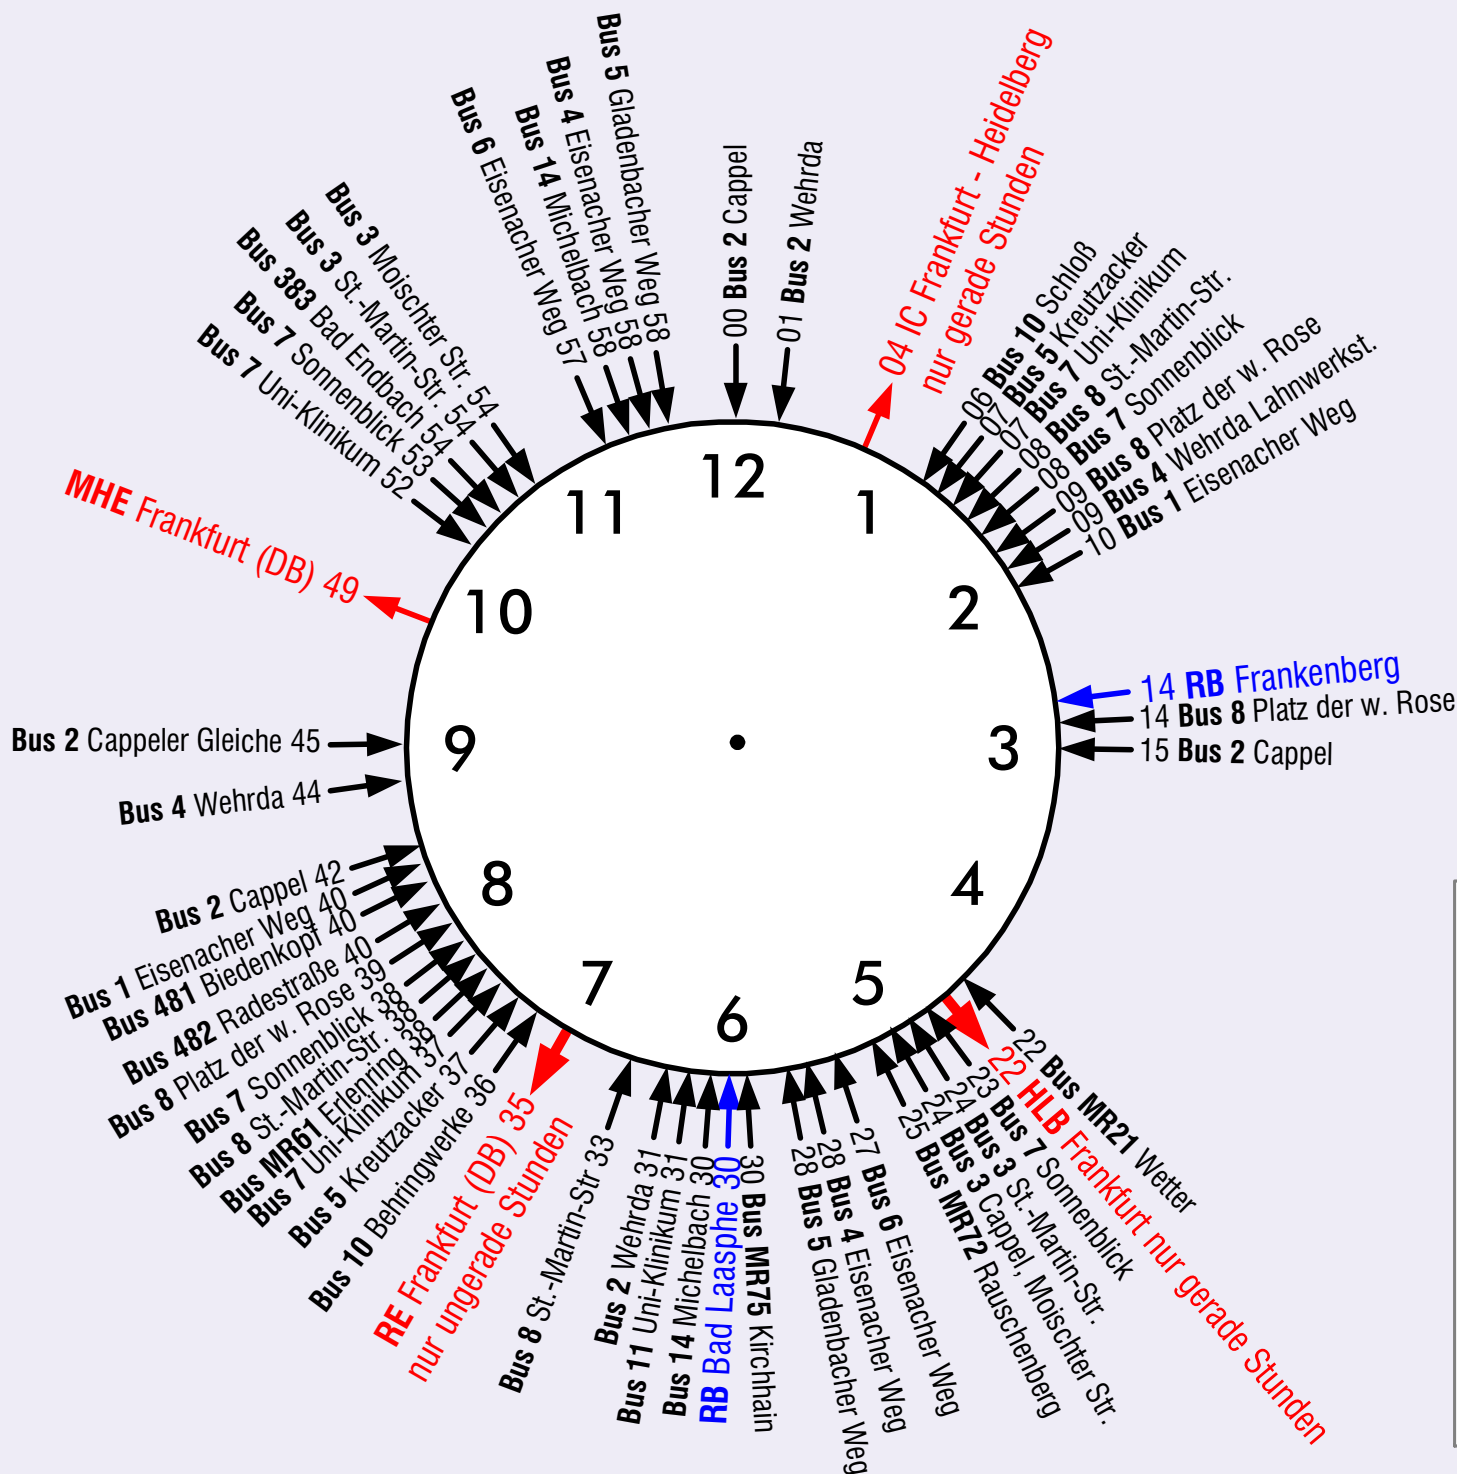 00 Bus 2 Cappel
01 Bus 2 Wehrda
04 IC Frankfurt - Heidelberg
nur gerade Stunden
06 Bus 10 Schloß
07 Bus 5 Kreutzacker
07 Bus 7 Uni-Klinikum
08 Bus 8 St.-Martin-Str.
08 Bus 7 Sonnenblick
09 Bus 8 Platz der w. Rose
09 Bus 4 Wehrda Lahnwerkst.
10 Bus 1 Eisenacher Weg
14 RB Frankenberg
14 Bus 8 Platz der w. Rose
15 Bus 2 Cappel
22 Bus MR21 Wetter
22 HLB Frankfurt nur gerade Stunden
23 Bus 7 Sonnenblick
24 Bus 3 St.-Martin-Str.
24 Bus 3 Cappel, Moischter Str.
25 Bus MR72 Rauschenberg
27 Bus 6 Eisenacher Weg
28 Bus 4 Eisenacher Weg
28 Bus 5 Gladenbacher Weg
30 Bus MR75 Kirchhain
RB Bad Laasphe 30
Bus 14 Michelbach 30
Bus 11 Uni-Klinikum 31
Bus 2 Wehrda 31
Bus 8 St.-Martin-Str 33
RE Frankfurt (DB) 35
nur ungerade Stunden
Bus 10 Behringwerke 36
Bus 5 Kreutzacker 37
Bus 7 Uni-Klinikum 37
Bus MR61 Erlenring 38
Bus 8 St.-Martin-Str. 38
Bus 7 Sonnenblick 38
Bus 8 Platz der w. Rose 39
Bus 482 Radestraße 40
Bus 481 Biedenkopf 40
Bus 1 Eisenacher Weg 40
Bus 2 Cappel 42
Bus 4 Wehrda 44
Bus 2 Cappeler Gleiche 45
MHE Frankfurt (DB) 49
Bus 7 Uni-Klinikum 52
Bus 7 Sonnenblick 53
Bus 383 Bad Endbach 54
Bus 3 St.-Martin-Str. 54
Bus 3 Moischter Str. 54
Bus 6 Eisenacher Weg 57
Bus 14 Michelbach 58
Bus 4 Eisenacher Weg 58
Bus 5 Gladenbacher Weg 58
12
1
2
3
4
5
6
7
8
9
10
11